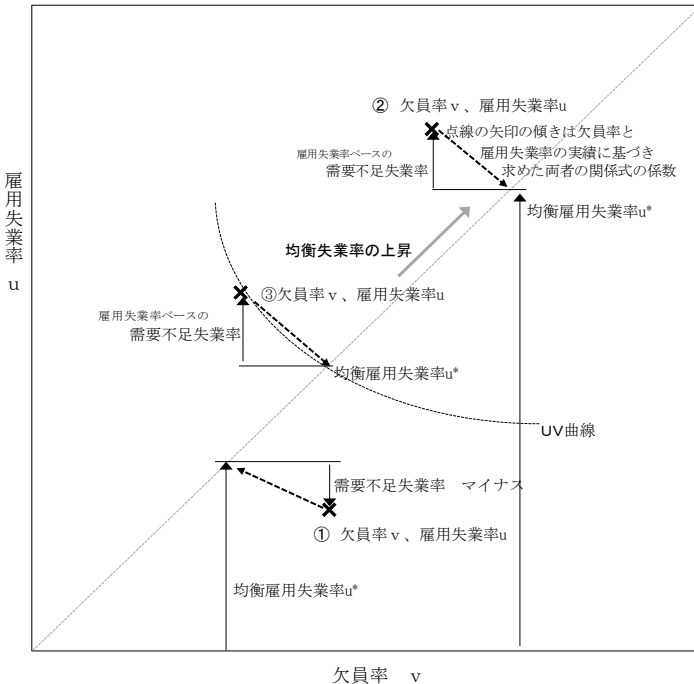 ② 欠員率ｖ、雇用失業率u
点線の矢印の傾きは欠員率と
雇用失業率の実績に基づき
求めた両者の関係式の係数
雇用失業率ベースの
需要不足失業率
均衡雇用失業率u*
雇用失業率 u
均衡失業率の上昇
③欠員率ｖ、雇用失業率u
雇用失業率ベースの
需要不足失業率
均衡雇用失業率u*
UV曲線
需要不足失業率 マイナス
① 欠員率ｖ、雇用失業率u
均衡雇用失業率u*
欠員率 ｖ